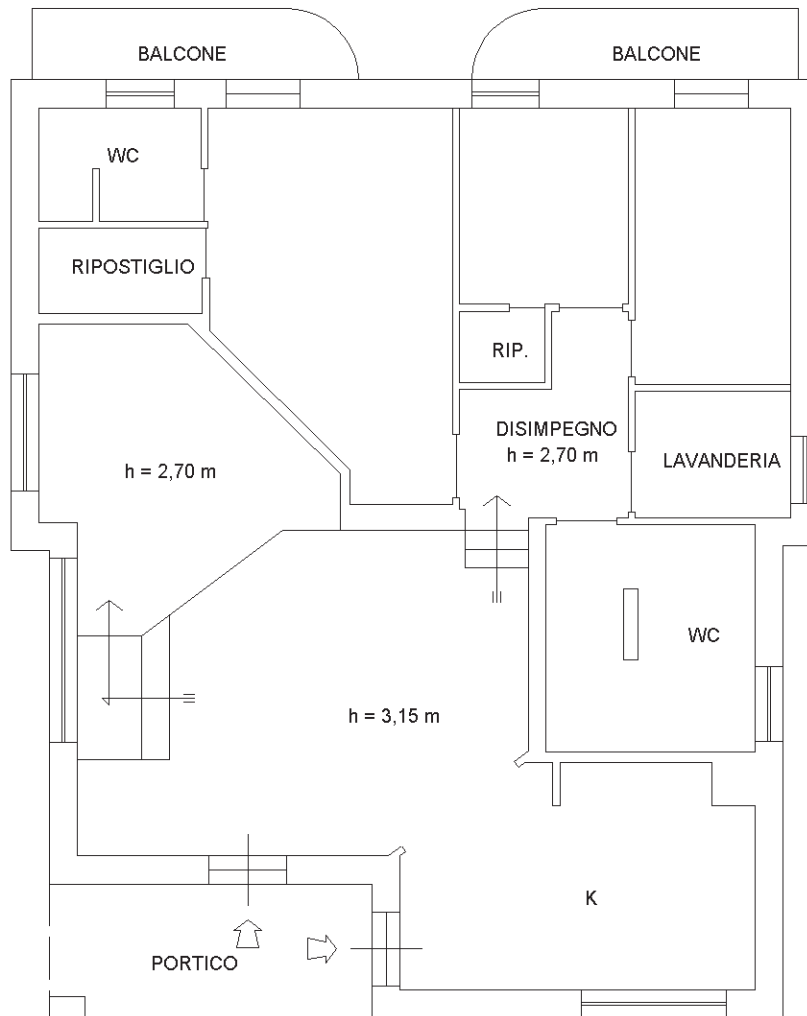 BALCONE
BALCONE
WC
RIPOSTIGLIO
RIP.
DISIMPEGNO
h = 2,70 m
LAVANDERIA
h = 2,70 m
WC
h = 3,15 m
K
PORTICO